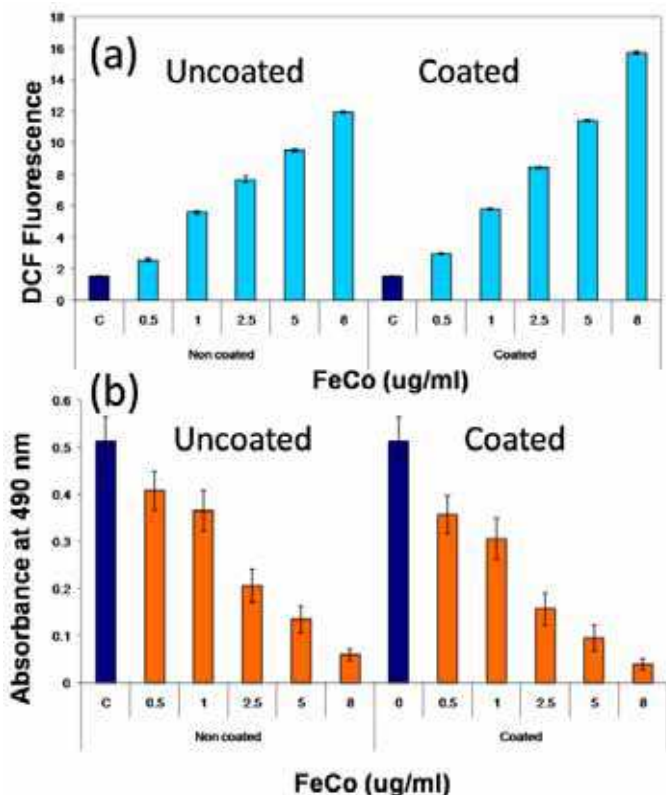 (a)
Uncoated Coated
DCF Fluorescence
18
16
14
12
10
8
6
4
2
0
C 0.5 1 2.5 5 8 C 0.5 1 2.5 5 8
Non coated Coated
FeCo (ug/ml)
(b)
Uncoated Coated
Absorbance at 490 nm
0.6
0.5
0.4
0.3
0.2
0.1
0
C 0.5 1 2.5 5 8 0 0.5 1 2.5 5 8
Non coated Coated
FeCo (ug/ml)